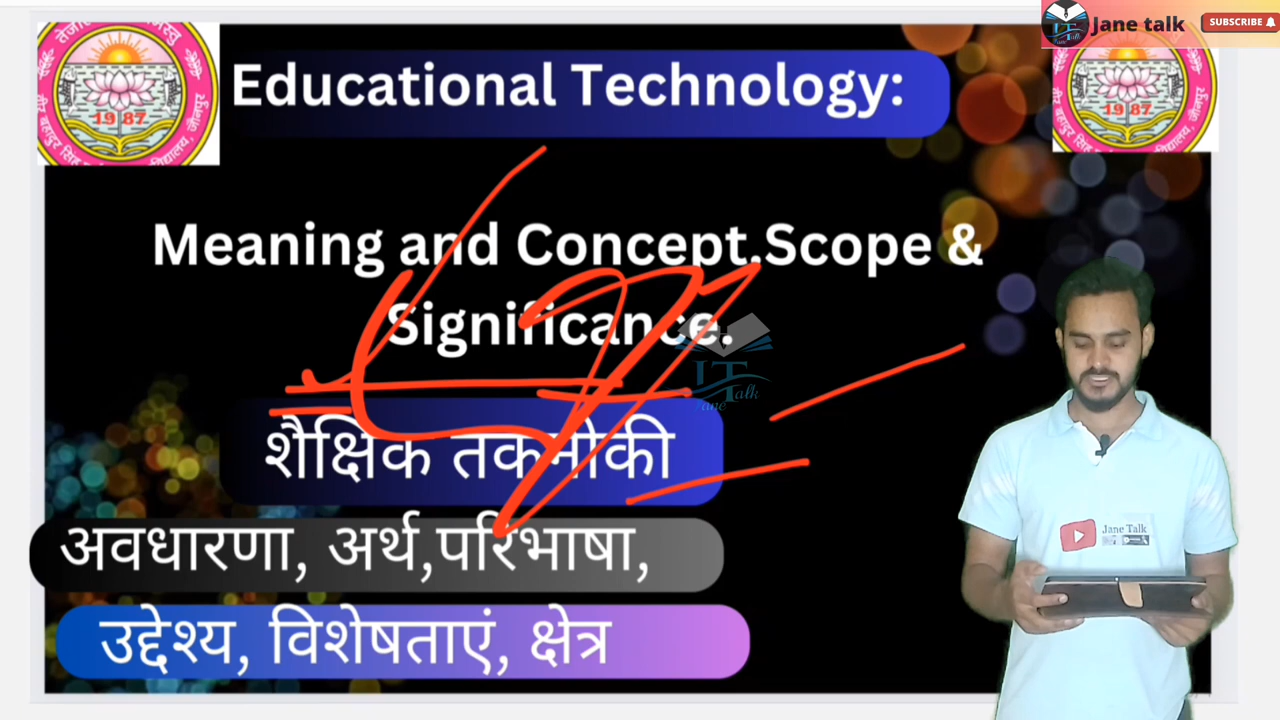 Jane talk
SUBSCRIBE
Educational Technology:
1987
1987
Meaning and Concept,Scope &
Significance.
शैक्षिक तकनीकी
अवधारणा, अर्थ,परिभाषा,
उद्देश्य, विशेषताएं, क्षेत्र
Jane Talk